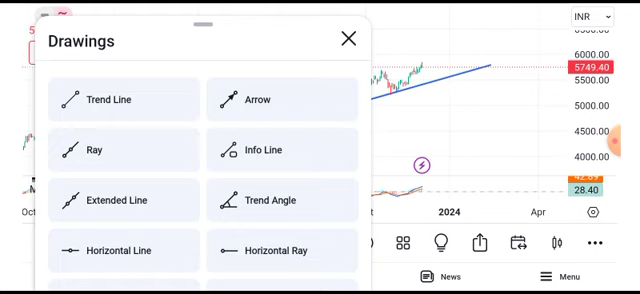 INR
Drawings
Trend Line
Arrow
Ray
Info Line
Extended Line
Trend Angle
Horizontal Line
Horizontal Ray
6000.00
5749.40
5500.00
5000.00
4500.00
4000.00
28.40
Oct
2024
Apr
News
Menu